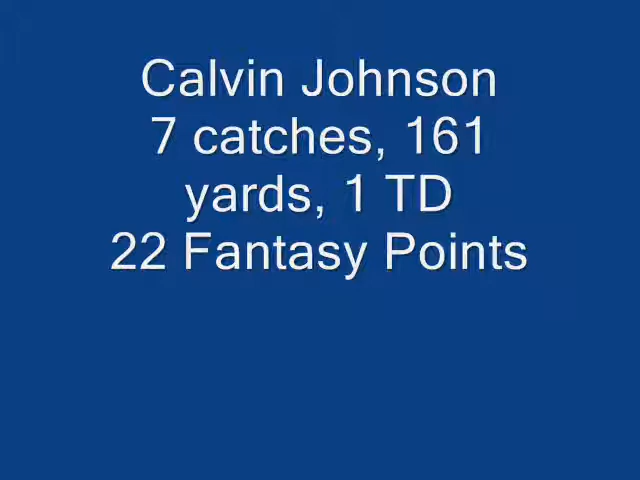 Calvin Johnson
7 catches, 161
yards, 1 TD
22 Fantasy Points